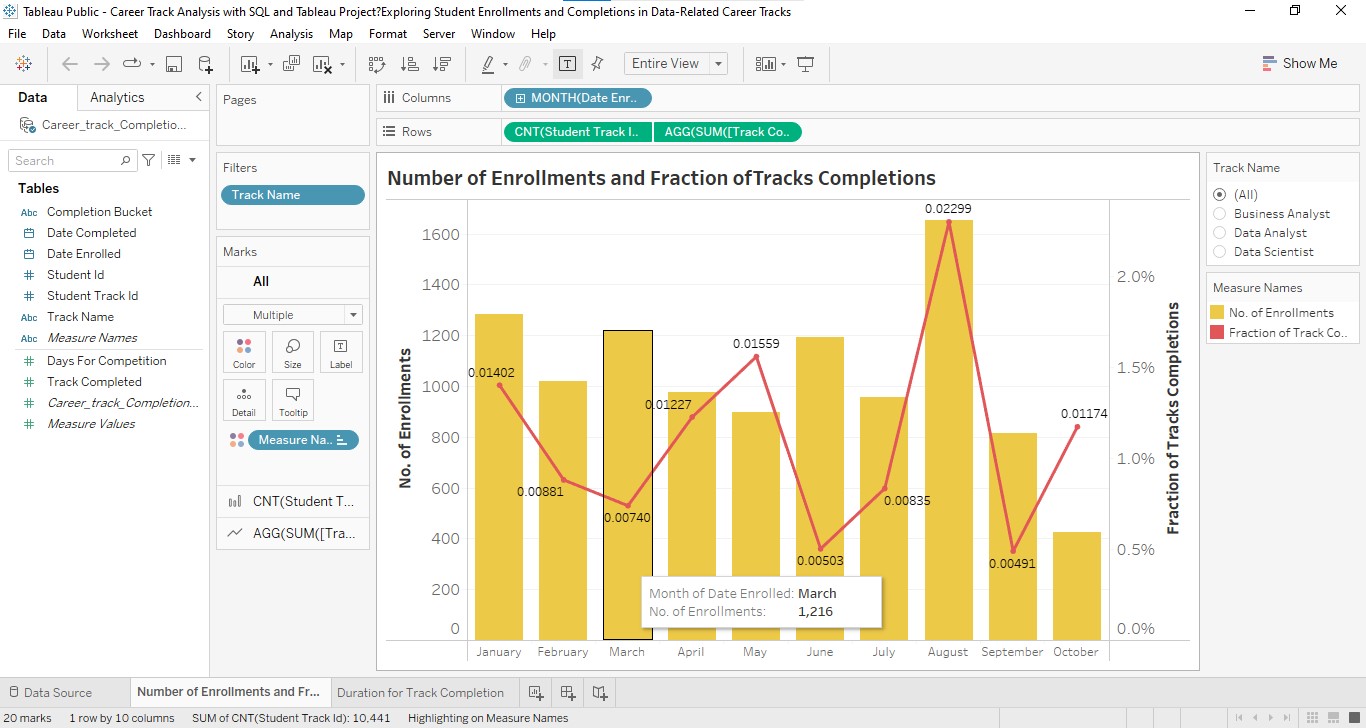 Tableau Public - Career Track Analysis with SQL and Tableau Project?Exploring Student Enrollments and Completions in Data-Related Career Tracks
File Data Worksheet Dashboard Story Analysis Map Format Server Window Help
Entire View
Show Me
Data Analytics
Career_track_Completio...
Search
Tables
Abc Completion Bucket
Date Completed
Date Enrolled
# Student Id
# Student Track Id
Abc Track Name
Abc Measure Names
# Days For Competition
# Track Completed
# Career_track_Completion...
# Measure Values
Pages
Filters
Track Name
Marks
All
Multiple
Color Size Label
Detail Tooltip
Measure Na..
CNT(Student T...
AGG(SUM([Tra...
Columns MONTH(Date Enr..
Rows CNT(Student Track I.. AGG(SUM([Track Co..
Number of Enrollments and Fraction ofTracks Completions
No. of Enrollments
1600
1400
1200
1000
800
600
400
200
0
0.01402
0.00881
0.00740
0.01227
0.01559
0.00503
0.00835
0.02299
0.00491
0.01174
Month of Date Enrolled: March
No. of Enrollments: 1,216
2.0%
1.5%
1.0%
0.5%
0.0%
Fraction of Tracks Completions
January February March April May June July August September October
Track Name
(All)
Business Analyst
Data Analyst
Data Scientist
Measure Names
No. of Enrollments
Fraction of Track Co..
Data Source Number of Enrollments and Fr... Duration for Track Completion
20 marks 1 row by 10 columns SUM of CNT(Student Track Id): 10,441 Highlighting on Measure Names